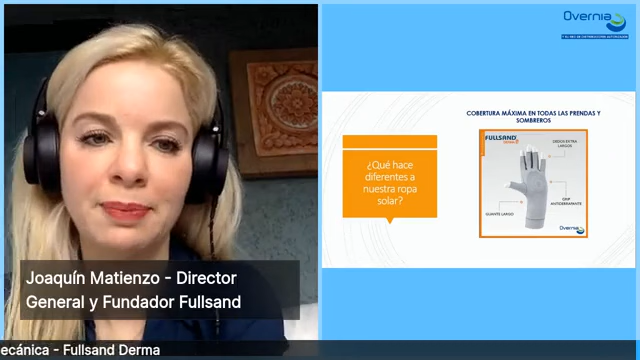 Overnia
COBERTURA MÁXIMA EN TODAS LAS PRENDAS Y
SOMBREROS
¿Qué hace
diferentes a
nuestra ropa
solar?
FULLSAND
DERMA
DEDOS EXTRA
LARGOS
GRIP
ANTIDERRAPANTE
GUANTE LARGO
Overnia
Joaquín Matienzo - Director
General y Fundador Fullsand
ecánica - Fullsand Derma